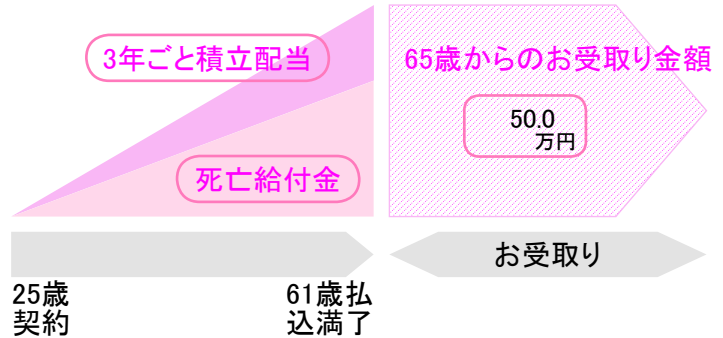 3年ごと積立配当
65歳からのお受取り金額
50.0
万円
死亡給付金
お受取り
25歳
契約
61歳払
込満了